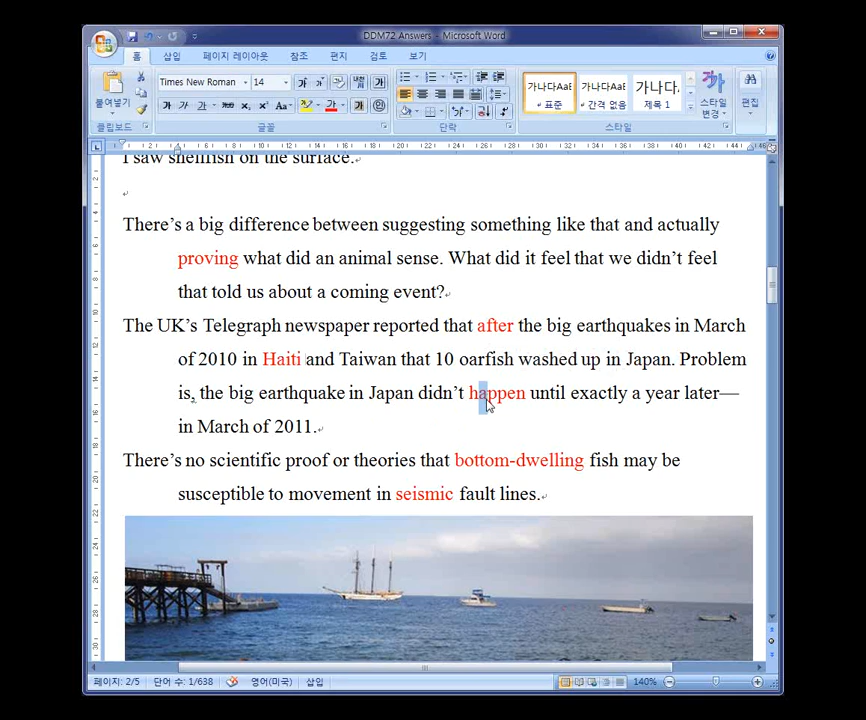 DDM72 Answers - Microsoft Word
홈 삽입 페이지 레이아웃 참조 편지 검토 보기
Times New Roman 14
붙여넣기
가나다AaB 가나다AaB 가나다
표준 간격 없음 제목 1
스타일 변경
편집
클립보드 글꼴 단락 스타일
I saw shellfish on the surface.
There's a big difference between suggesting something like that and actually
proving what did an animal sense. What did it feel that we didn't feel
that told us about a coming event?
The UK's Telegraph newspaper reported that after the big earthquakes in March
of 2010 in Haiti and Taiwan that 10 oarfish washed up in Japan. Problem
is, the big earthquake in Japan didn't happen until exactly a year later—
in March of 2011.
There's no scientific proof or theories that bottom-dwelling fish may be
susceptible to movement in seismic fault lines.
페이지: 2/5 단어 수: 1/638 영어(미국) 삽입 140%